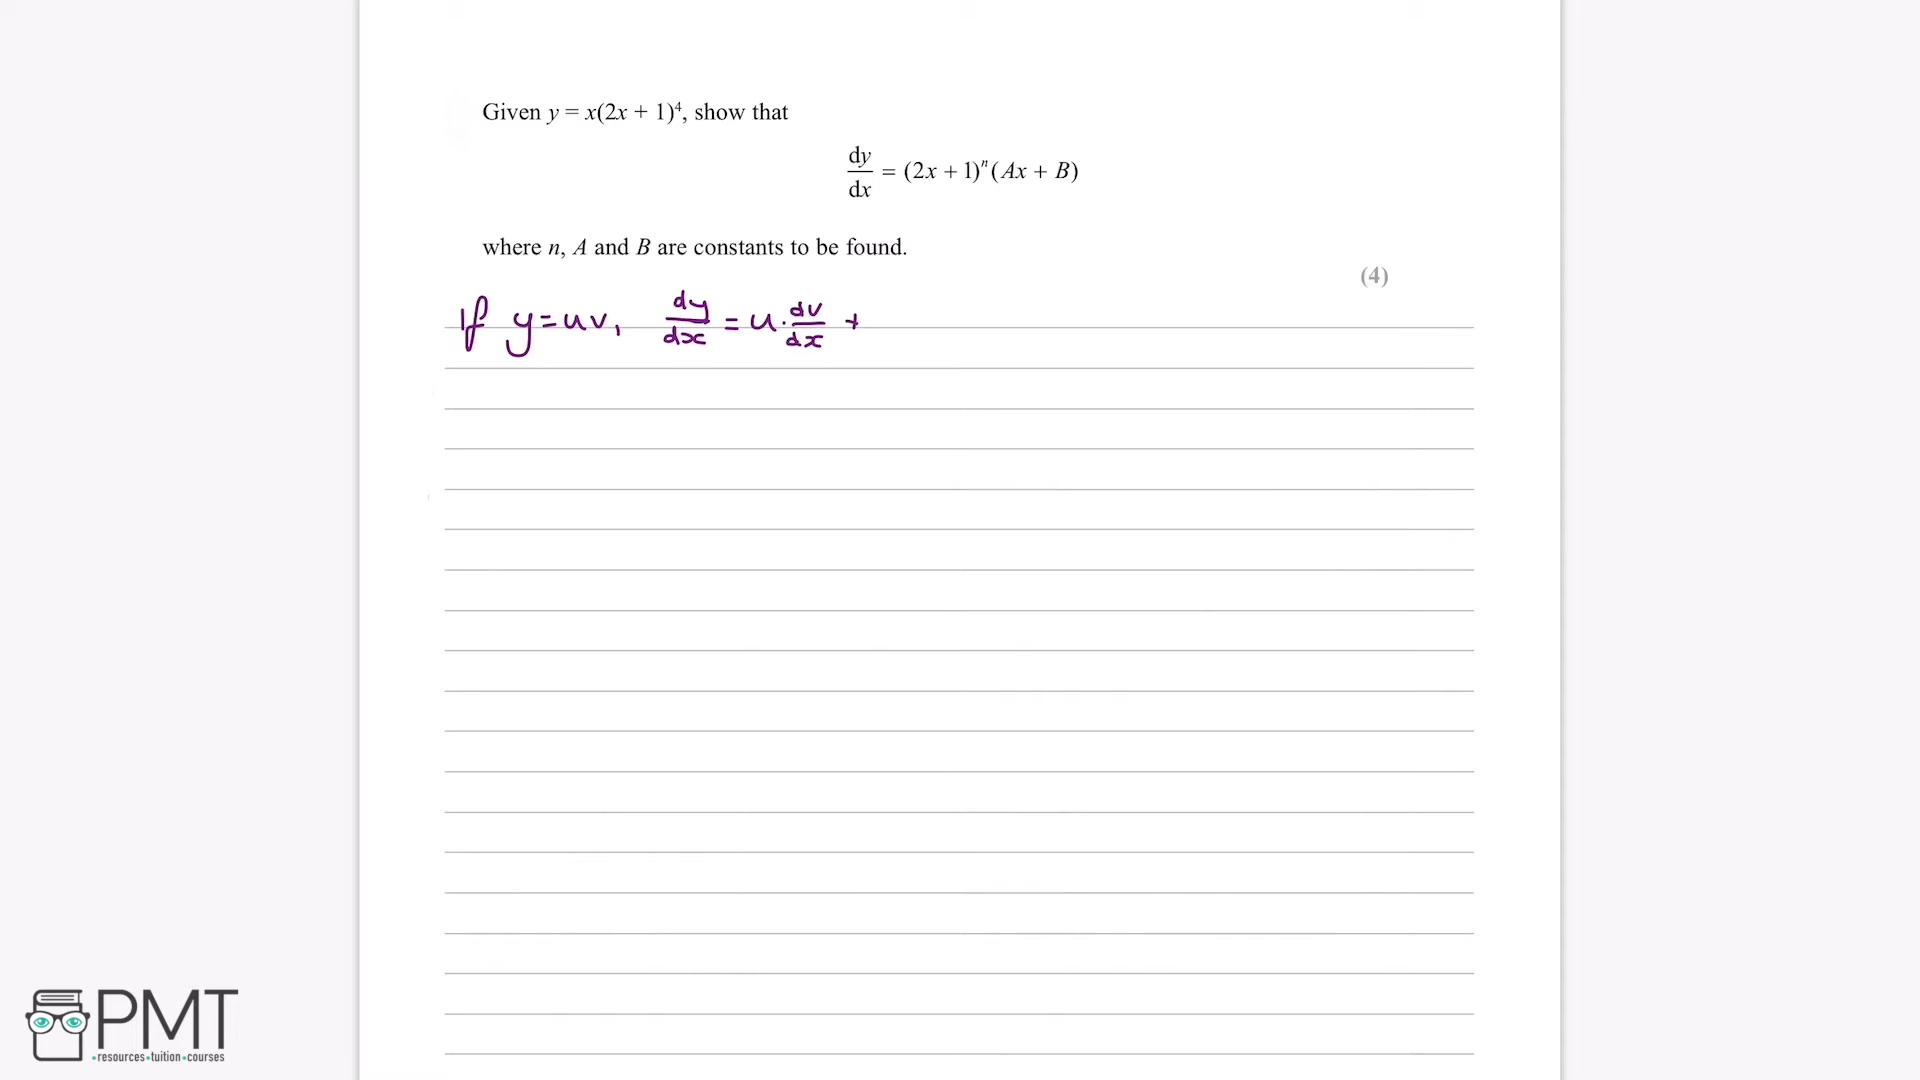 Given y = x(2x + 1)⁴, show that
dy/dx = (2x + 1)ⁿ(Ax + B)
where n, A and B are constants to be found.
(4)
If y=uv, dy/dx = u·dv/dx +
PMT
•resources•tuition•courses